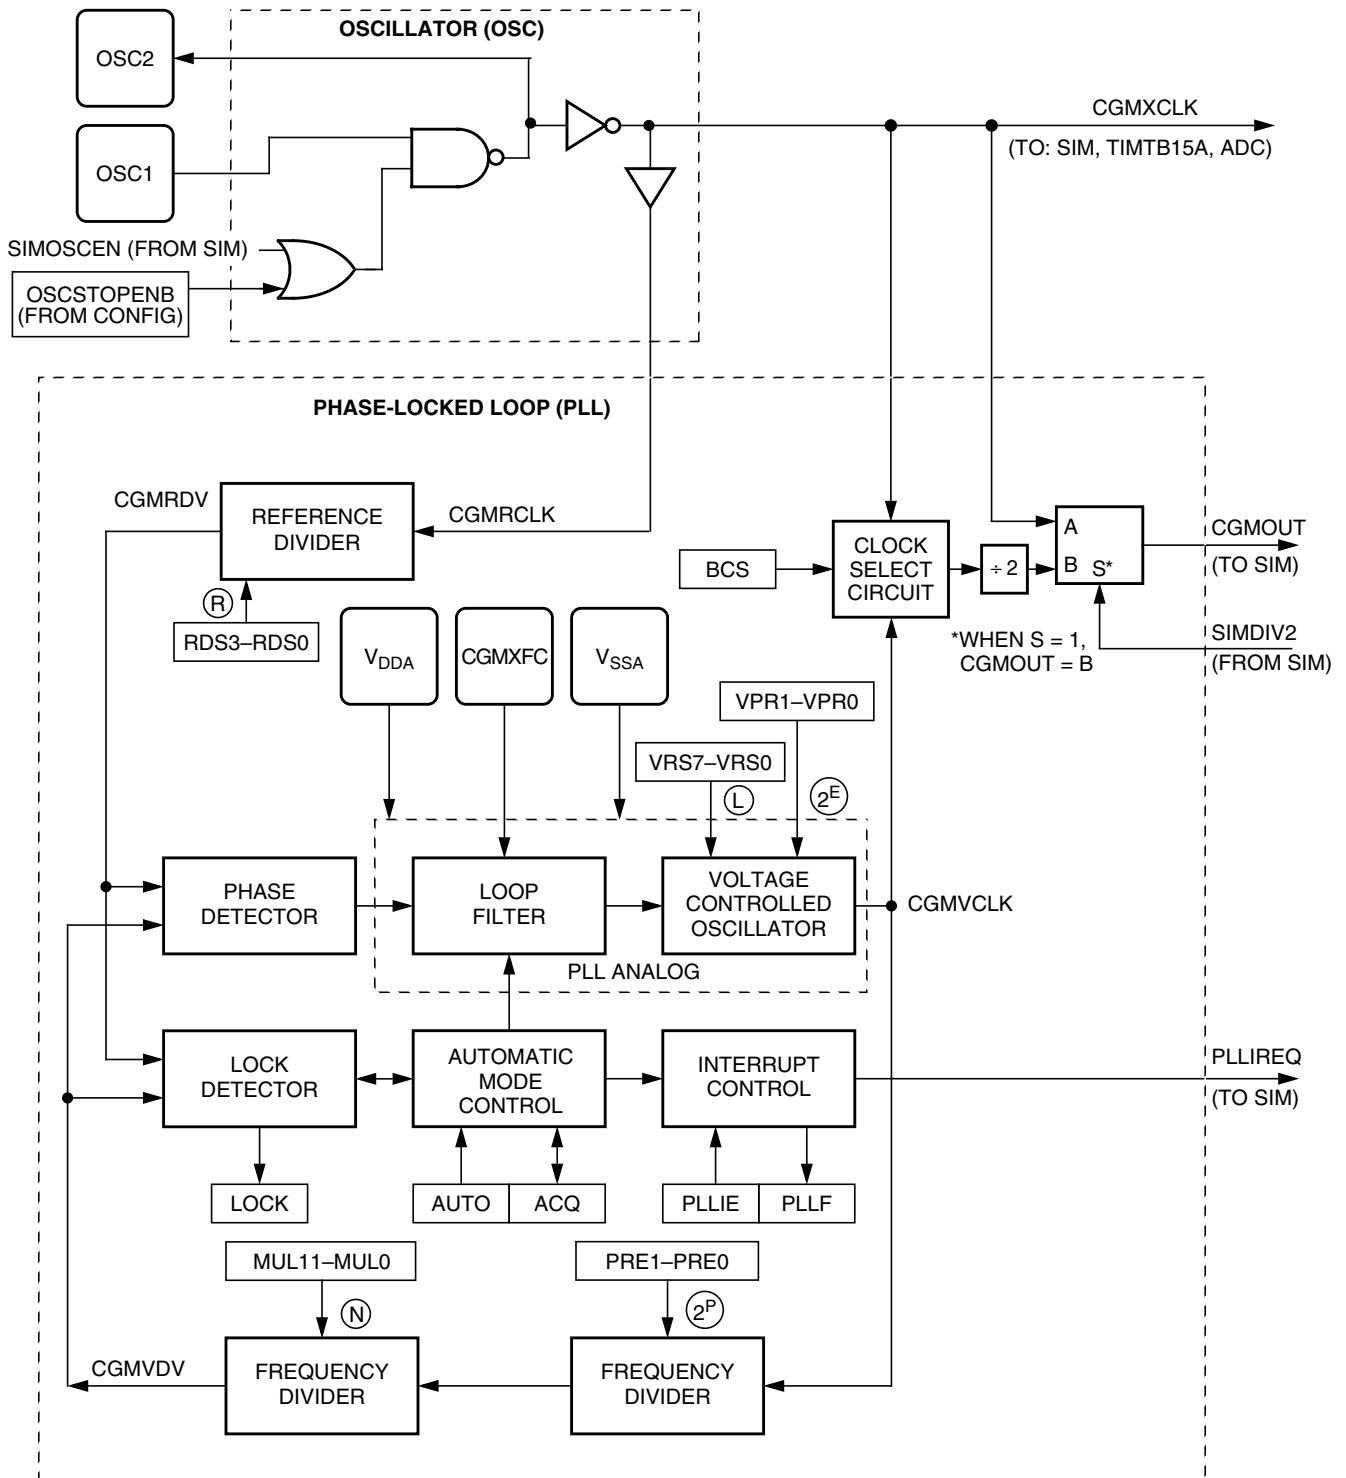 OSCILLATOR (OSC)
OSC2
CGMXCLK
(TO: SIM, TIMTB15A, ADC)
OSC1
SIMOSCEN (FROM SIM)
OSCSTOPENB
(FROM CONFIG)
PHASE-LOCKED LOOP (PLL)
CGMRDV
REFERENCE
DIVIDER
CGMRCLK
R
RDS3–RDS0
BCS
CLOCK
SELECT
CIRCUIT
÷ 2
A
B
S*
CGMOUT
(TO SIM)
*WHEN S = 1,
CGMOUT = B
SIMDIV2
(FROM SIM)
VDDA
CGMXFC
VSSA
VPR1–VPR0
VRS7–VRS0
L
2E
PHASE
DETECTOR
LOOP
FILTER
VOLTAGE
CONTROLLED
OSCILLATOR
CGMVCLK
PLL ANALOG
LOCK
DETECTOR
AUTOMATIC
MODE
CONTROL
INTERRUPT
CONTROL
PLLIREQ
(TO SIM)
LOCK
AUTO
ACQ
PLLIE
PLLF
MUL11–MUL0
PRE1–PRE0
N
2P
CGMVDV
FREQUENCY
DIVIDER
FREQUENCY
DIVIDER